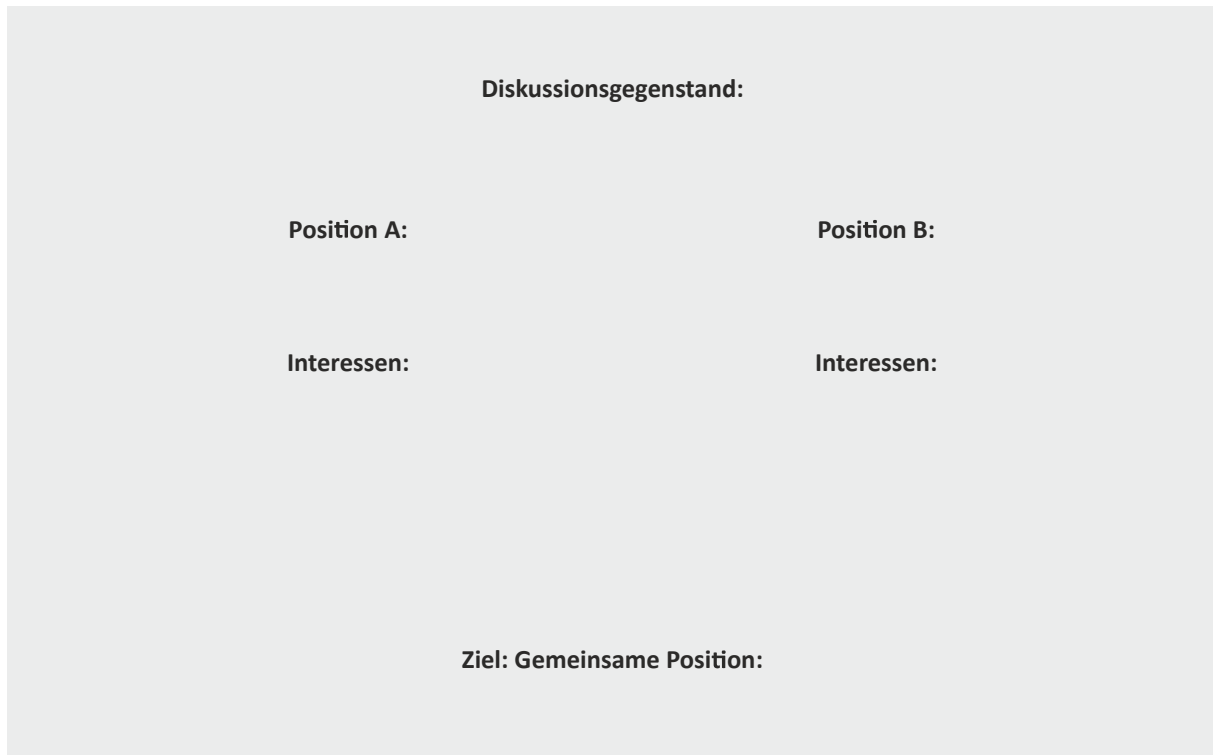 Diskussionsgegenstand:
Position A:
Position B:
Interessen:
Interessen:
Ziel: Gemeinsame Position: